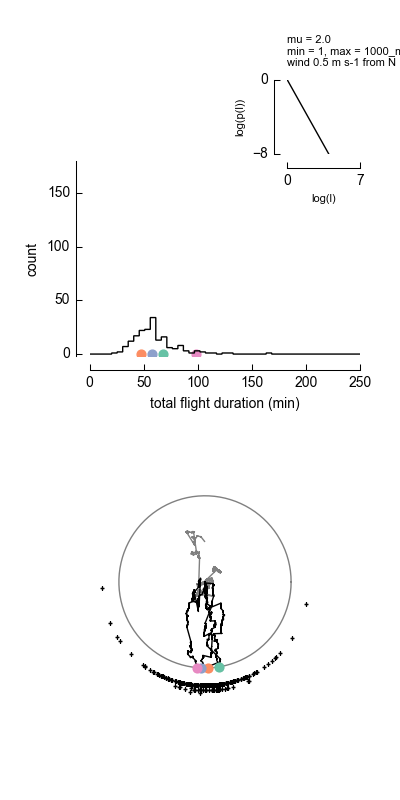 mu = 2.0
min = 1, max = 1000_m
wind 0.5 m s-1 from N
0
log(p(l))
−8
0
7
log(l)
150
100
50
0
count
0
50
100
150
200
250
total flight duration (min)